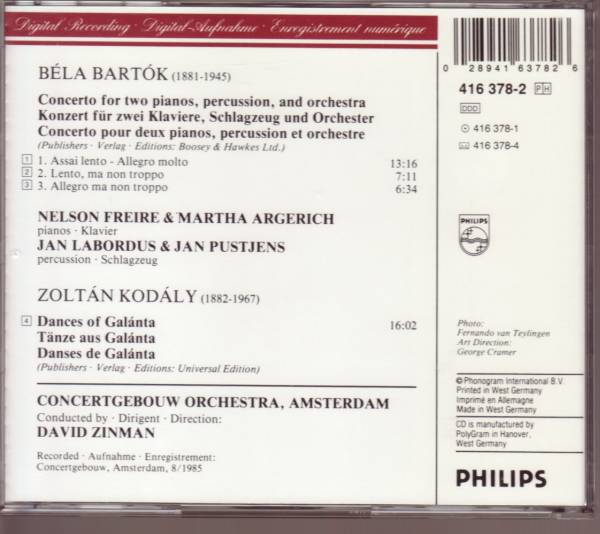 Digital Recording · Digital-Aufnahme · Enregistrement numérique
BÉLA BARTÓK (1881-1945)
Concerto for two pianos, percussion, and orchestra
Konzert für zwei Klaviere, Schlagzeug und Orchester
Concerto pour deux pianos, percussion et orchestre
(Publishers · Verlag · Editions: Boosey & Hawkes Ltd.)
1 1. Assai lento - Allegro molto 13:16
2 2. Lento, ma non troppo 7:11
3 3. Allegro ma non troppo 6:34
NELSON FREIRE & MARTHA ARGERICH
pianos · Klavier
JAN LABORDUS & JAN PUSTJENS
percussion · Schlagzeug
ZOLTÁN KODÁLY (1882-1967)
4 Dances of Galánta 16:02
Tänze aus Galánta
Danses de Galánta
(Publishers · Verlag · Editions: Universal Edition)
CONCERTGEBOUW ORCHESTRA, AMSTERDAM
Conducted by · Dirigent · Direction:
DAVID ZINMAN
Recorded · Aufnahme · Enregistrement:
Concertgebouw, Amsterdam, 8/1985
0 28941 63782 6
416 378-2 PH
DDD
416 378-1
416 378-4
PHILIPS
Photo:
Fernando van Teylingen
Art Direction:
George Cramer
℗ Phonogram International B.V.
Printed in West Germany
Imprimé en Allemagne
Made in West Germany
CD is manufactured by
PolyGram in Hanover,
West Germany
PHILIPS